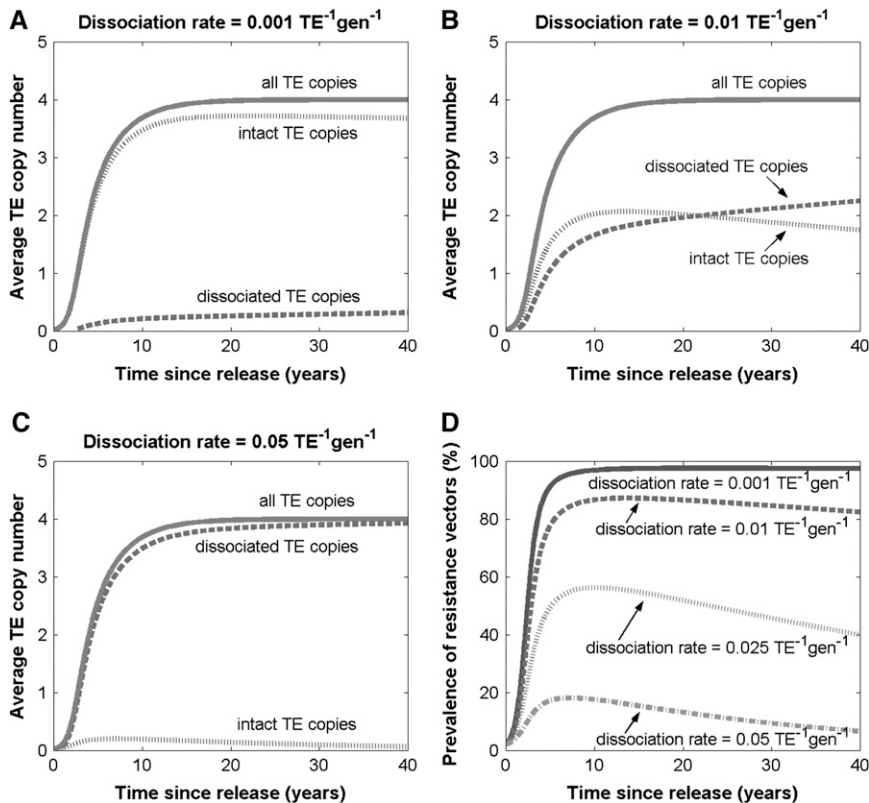 A
Dissociation rate = 0.001 TE⁻¹gen⁻¹
Average TE copy number
5
4
3
2
1
0
all TE copies
intact TE copies
dissociated TE copies
0 10 20 30 40
Time since release (years)
B
Dissociation rate = 0.01 TE⁻¹gen⁻¹
Average TE copy number
5
4
3
2
1
0
all TE copies
dissociated TE copies
intact TE copies
0 10 20 30 40
Time since release (years)
C
Dissociation rate = 0.05 TE⁻¹gen⁻¹
Average TE copy number
5
4
3
2
1
0
all TE copies
dissociated TE copies
intact TE copies
0 10 20 30 40
Time since release (years)
D
Prevalence of resistance vectors (%)
100
80
60
40
20
0
dissociation rate = 0.001 TE⁻¹gen⁻¹
dissociation rate = 0.01 TE⁻¹gen⁻¹
dissociation rate = 0.025 TE⁻¹gen⁻¹
dissociation rate = 0.05 TE⁻¹gen⁻¹
0 10 20 30 40
Time since release (years)